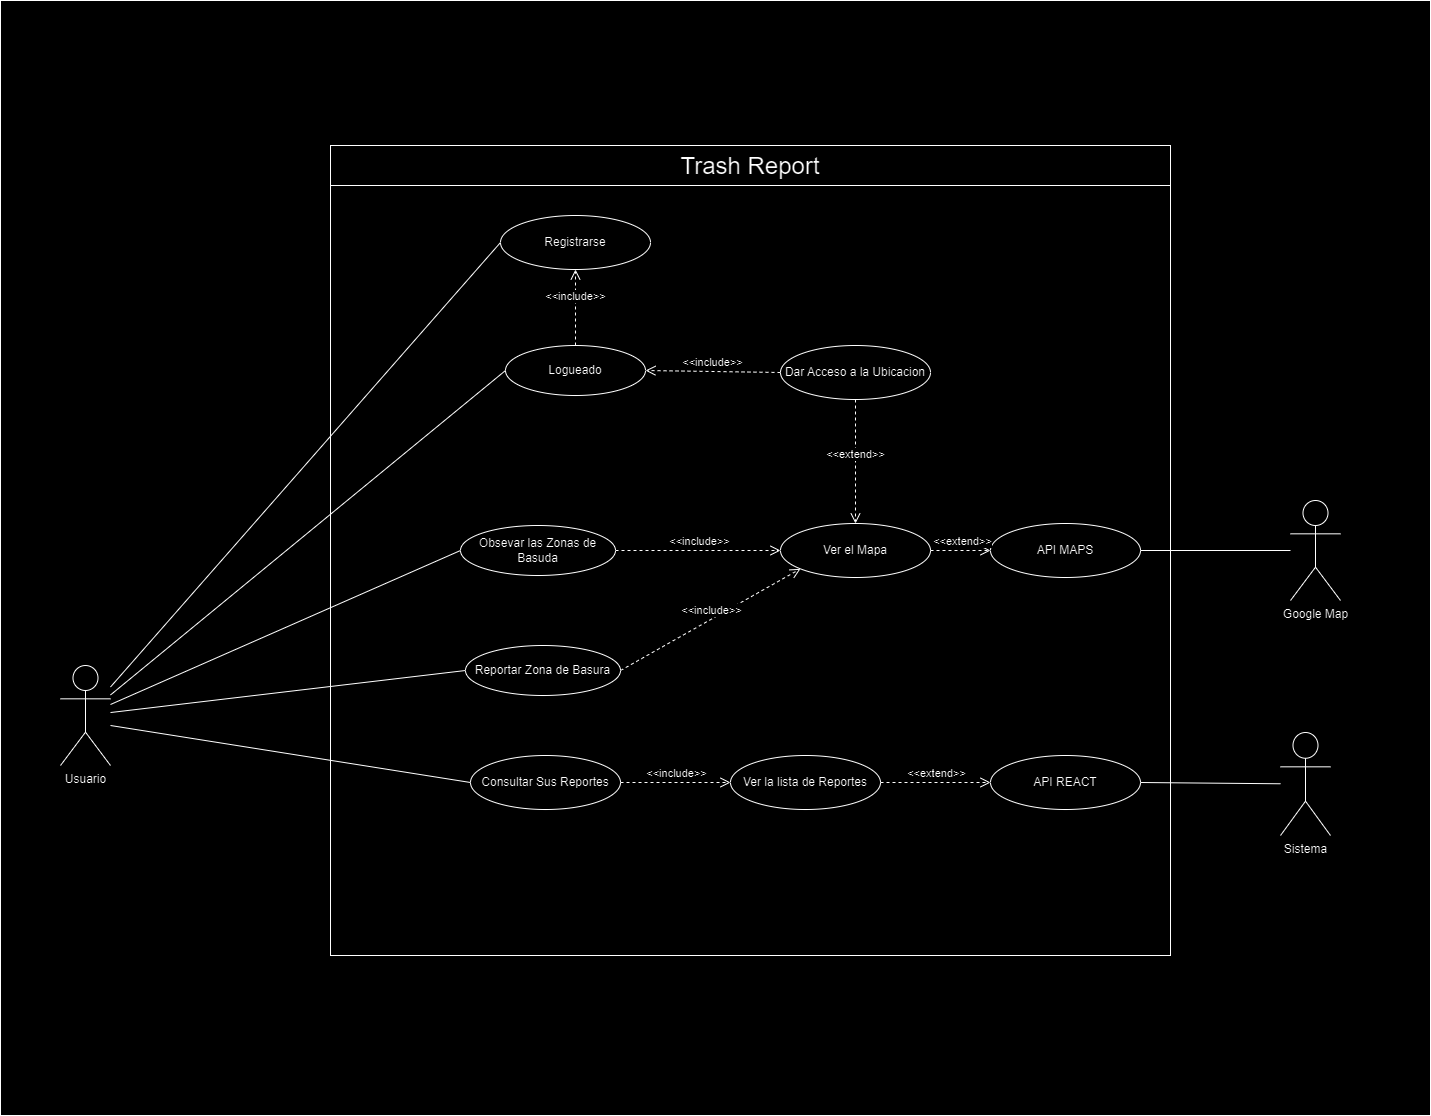 Trash Report
Registrarse
<<include>>
Logueado
<<include>>
Dar Acceso a la Ubicacion
<<extend>>
Obsevar las Zonas de
Basuda
<<include>>
Ver el Mapa
<<extend>>
API MAPS
Google Map
<<include>>
Reportar Zona de Basura
Usuario
Consultar Sus Reportes
<<include>>
Ver la lista de Reportes
<<extend>>
API REACT
Sistema